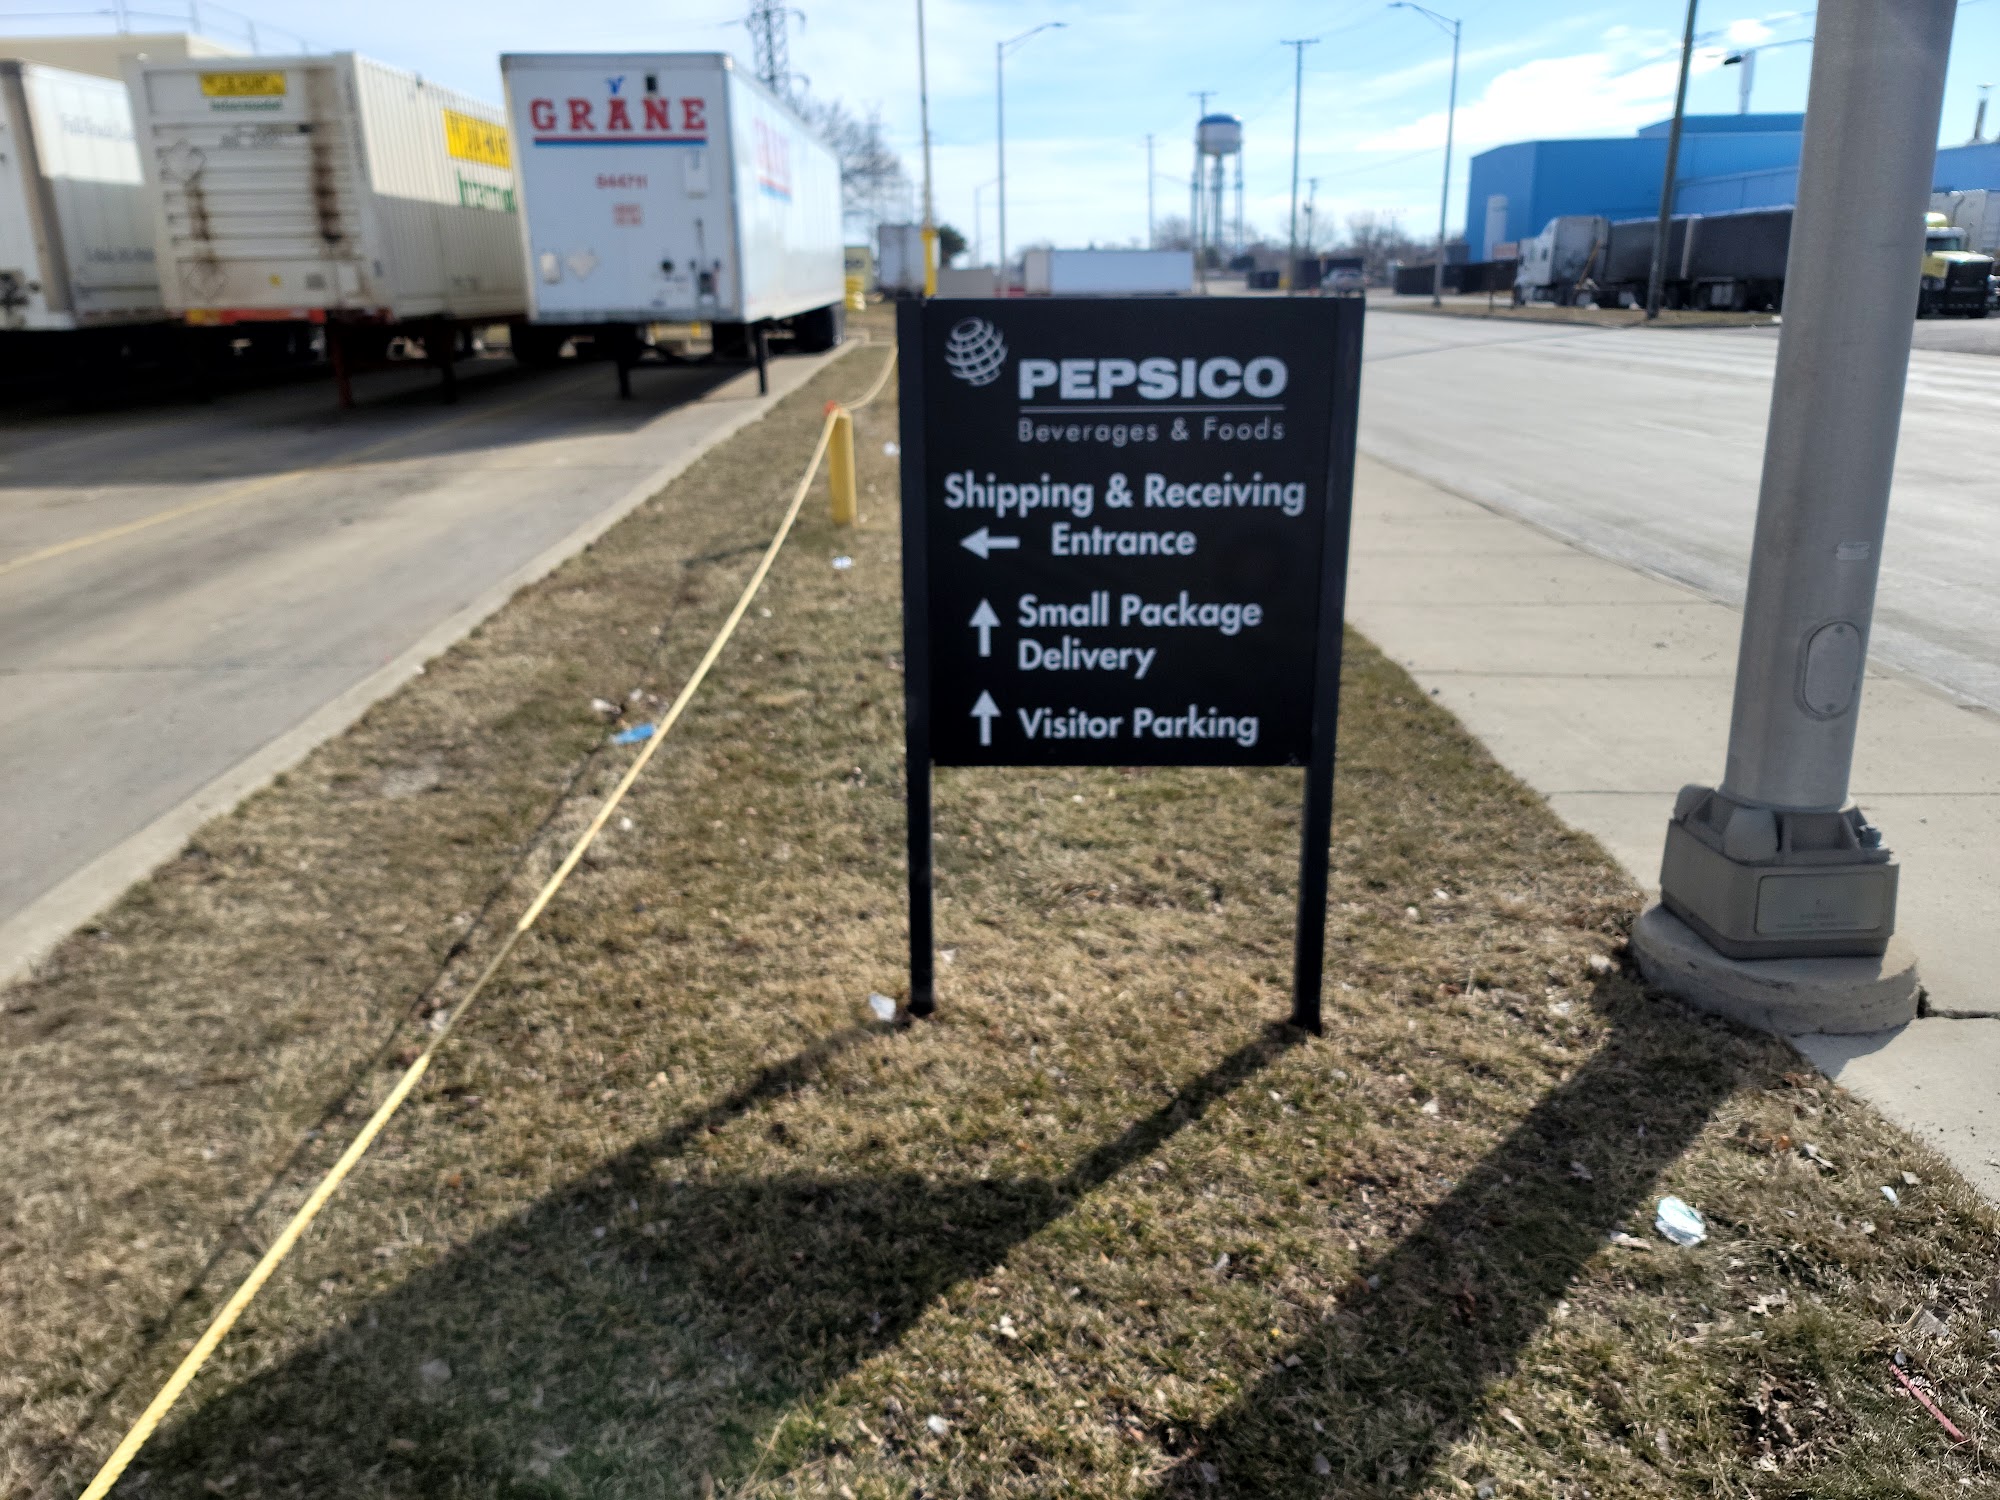 GRANE
PEPSICO
Beverages & Foods
Shipping & Receiving
Entrance
Small Package
Delivery
Visitor Parking